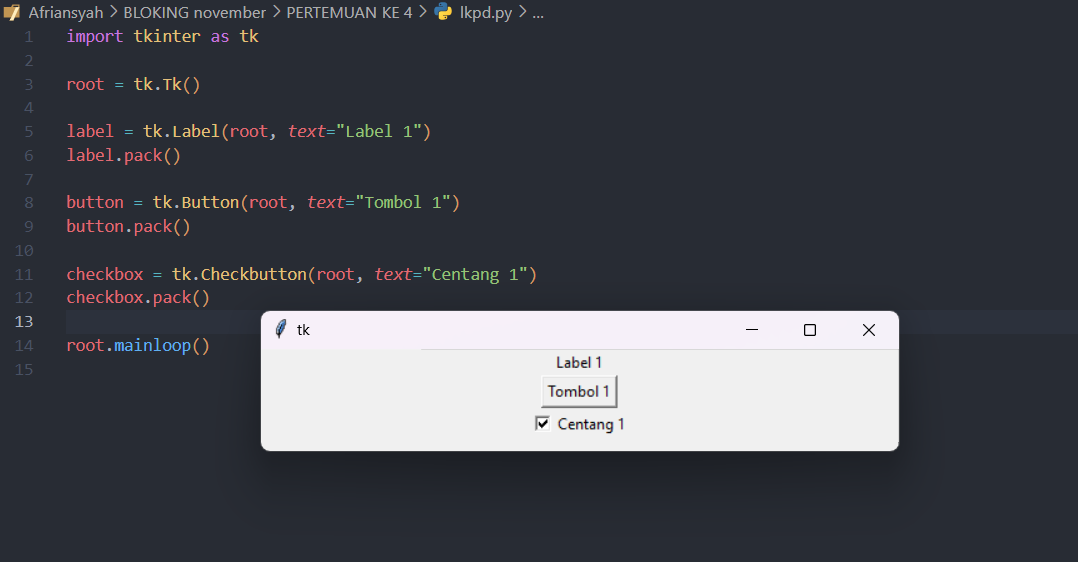 Afriansyah > BLOKING november > PERTEMUAN KE 4 > lkpd.py > ...
1 import tkinter as tk
2
3 root = tk.Tk()
4
5 label = tk.Label(root, text="Label 1")
6 label.pack()
7
8 button = tk.Button(root, text="Tombol 1")
9 button.pack()
10
11 checkbox = tk.Checkbutton(root, text="Centang 1")
12 checkbox.pack()
13
14 root.mainloop()
15
tk
Label 1
Tombol 1
Centang 1